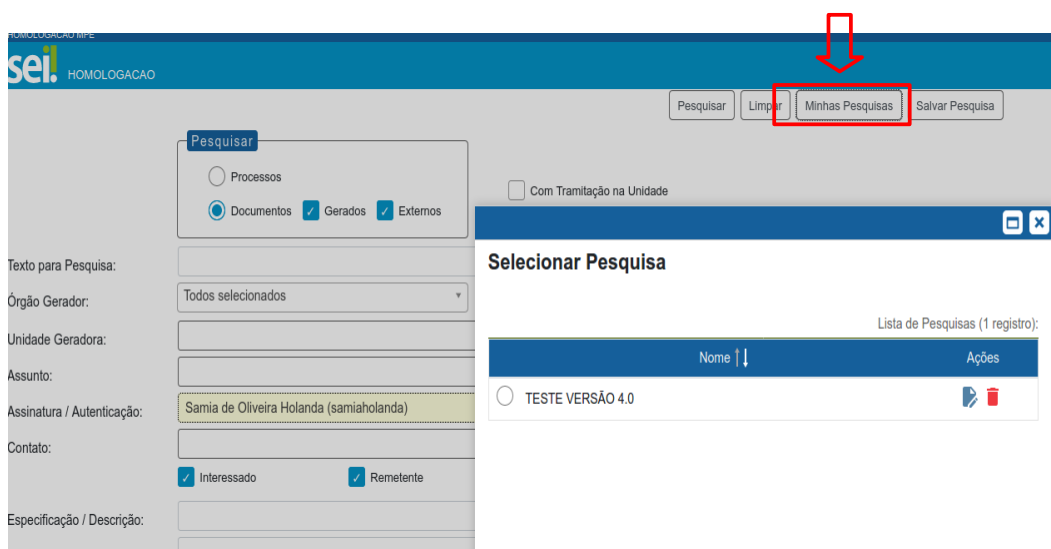 HOMOLOGACAO MPE
sei! HOMOLOGACAO
Pesquisar Limpar Minhas Pesquisas Salvar Pesquisa
Pesquisar
Processos
Com Tramitação na Unidade
Documentos Gerados Externos
Selecionar Pesquisa
Texto para Pesquisa:
Órgão Gerador: Todos selecionados
Lista de Pesquisas (1 registro):
Unidade Geradora:
Nome Ações
Assunto:
TESTE VERSÃO 4.0
Assinatura / Autenticação: Samia de Oliveira Holanda (samiaholanda)
Contato:
Interessado Remetente
Especificação / Descrição: